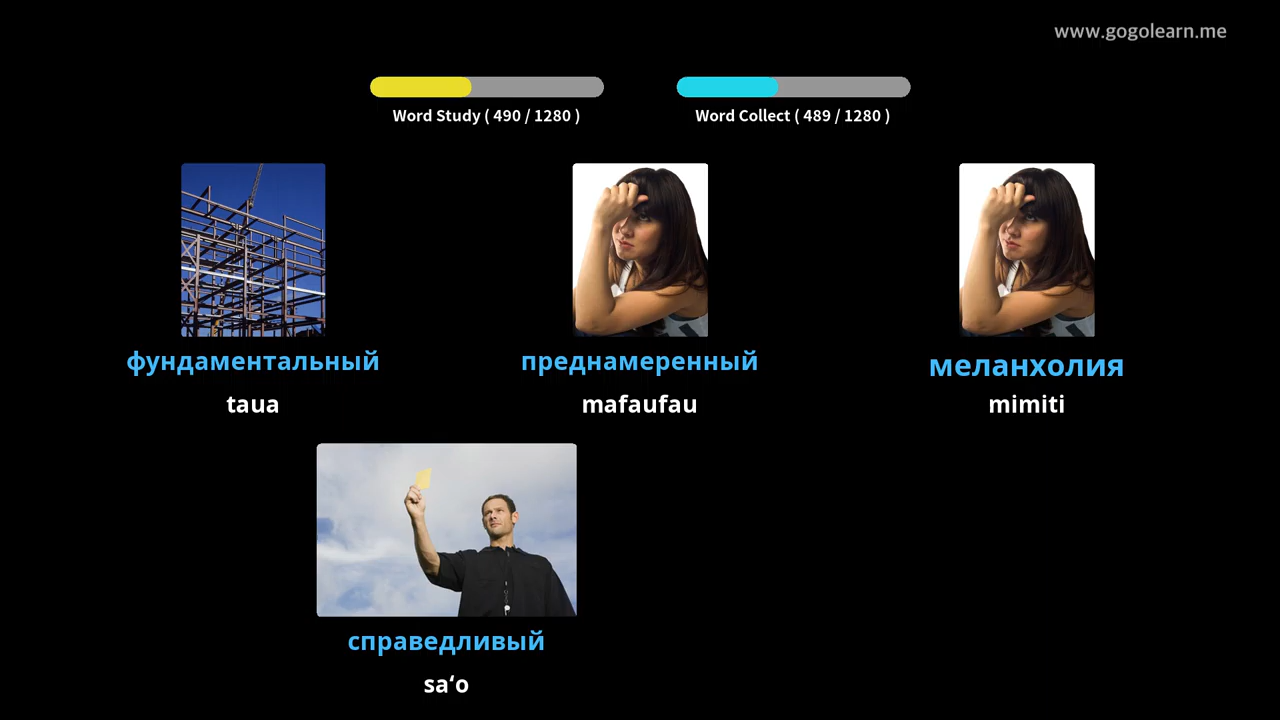 www.gogolearn.me
Word Study ( 490 / 1280 )
Word Collect ( 489 / 1280 )
фундаментальный
taua
преднамеренный
mafaufau
меланхолия
mimiti
справедливый
sa‘o